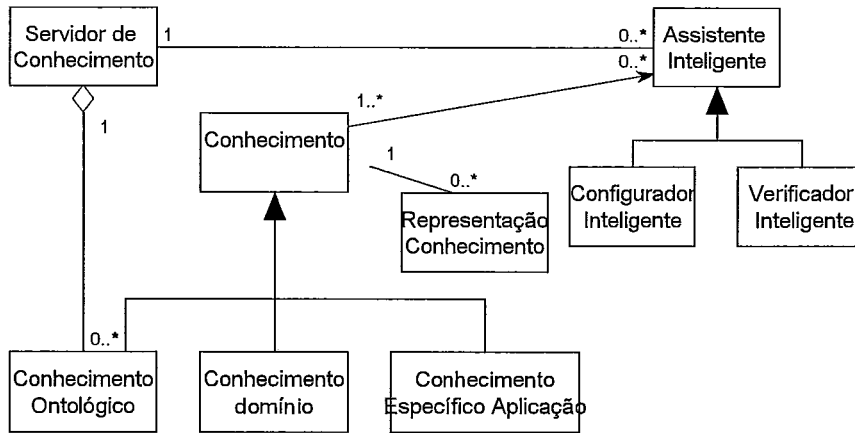 Servidor de
Conhecimento
1
0..*
Assistente
Inteligente
0..*
1..*
1
Conhecimento
1
0..*
Representação
Conhecimento
Configurador
Inteligente
Verificador
Inteligente
0..*
Conhecimento
Ontológico
Conhecimento
domínio
Conhecimento
Específico Aplicação